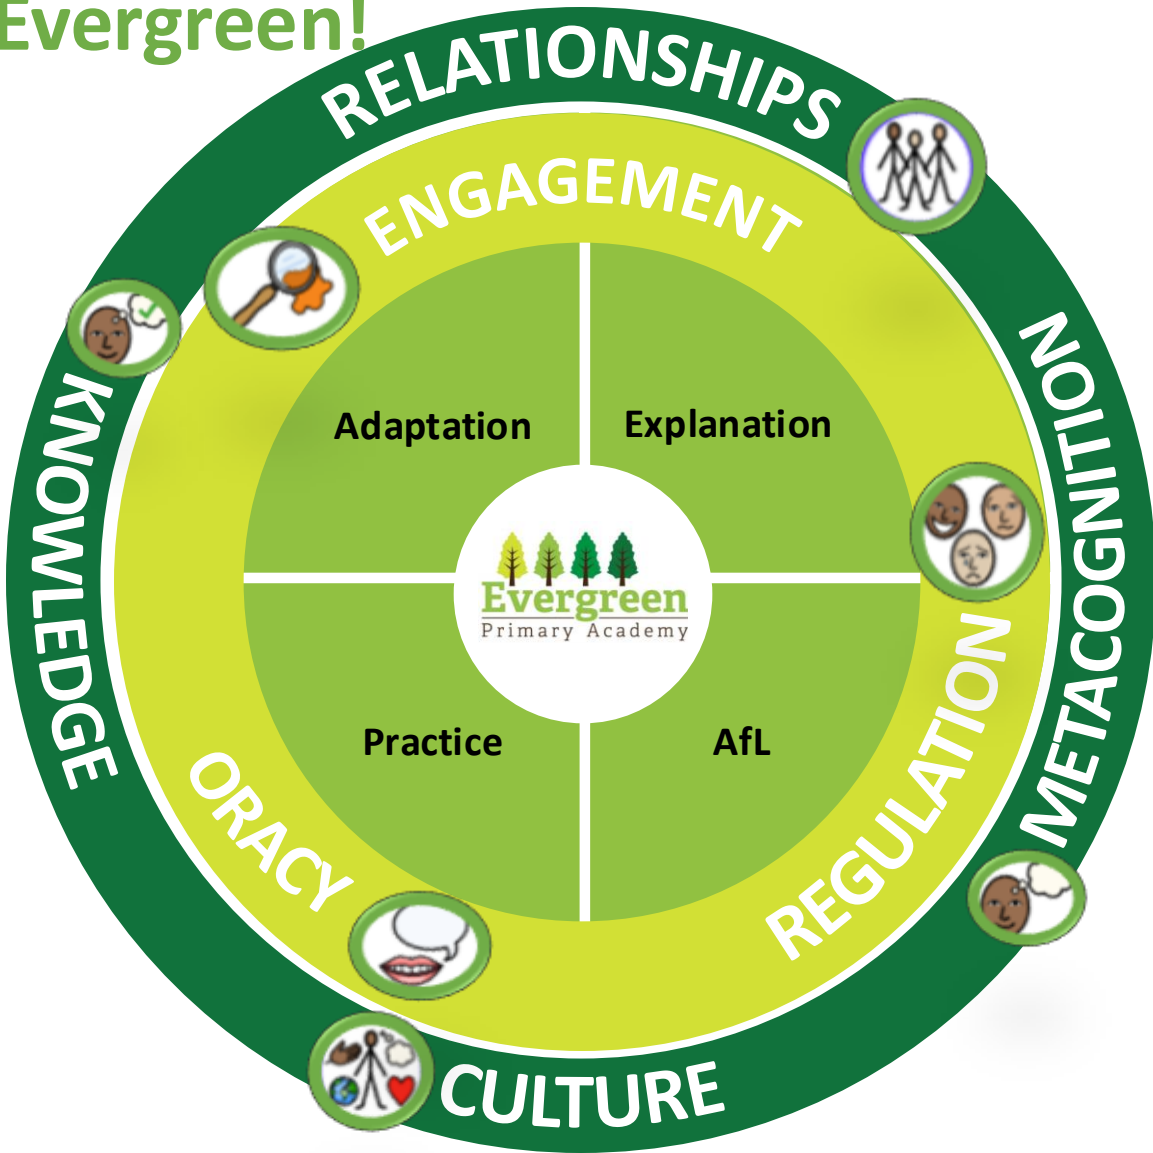 Evergreen!
RELATIONSHIPS
ENGAGEMENT
KNOWLEDGE
METACOGNITION
Adaptation
Explanation
Evergreen
Primary Academy
Practice
AfL
ORACY
REGULATION
CULTURE